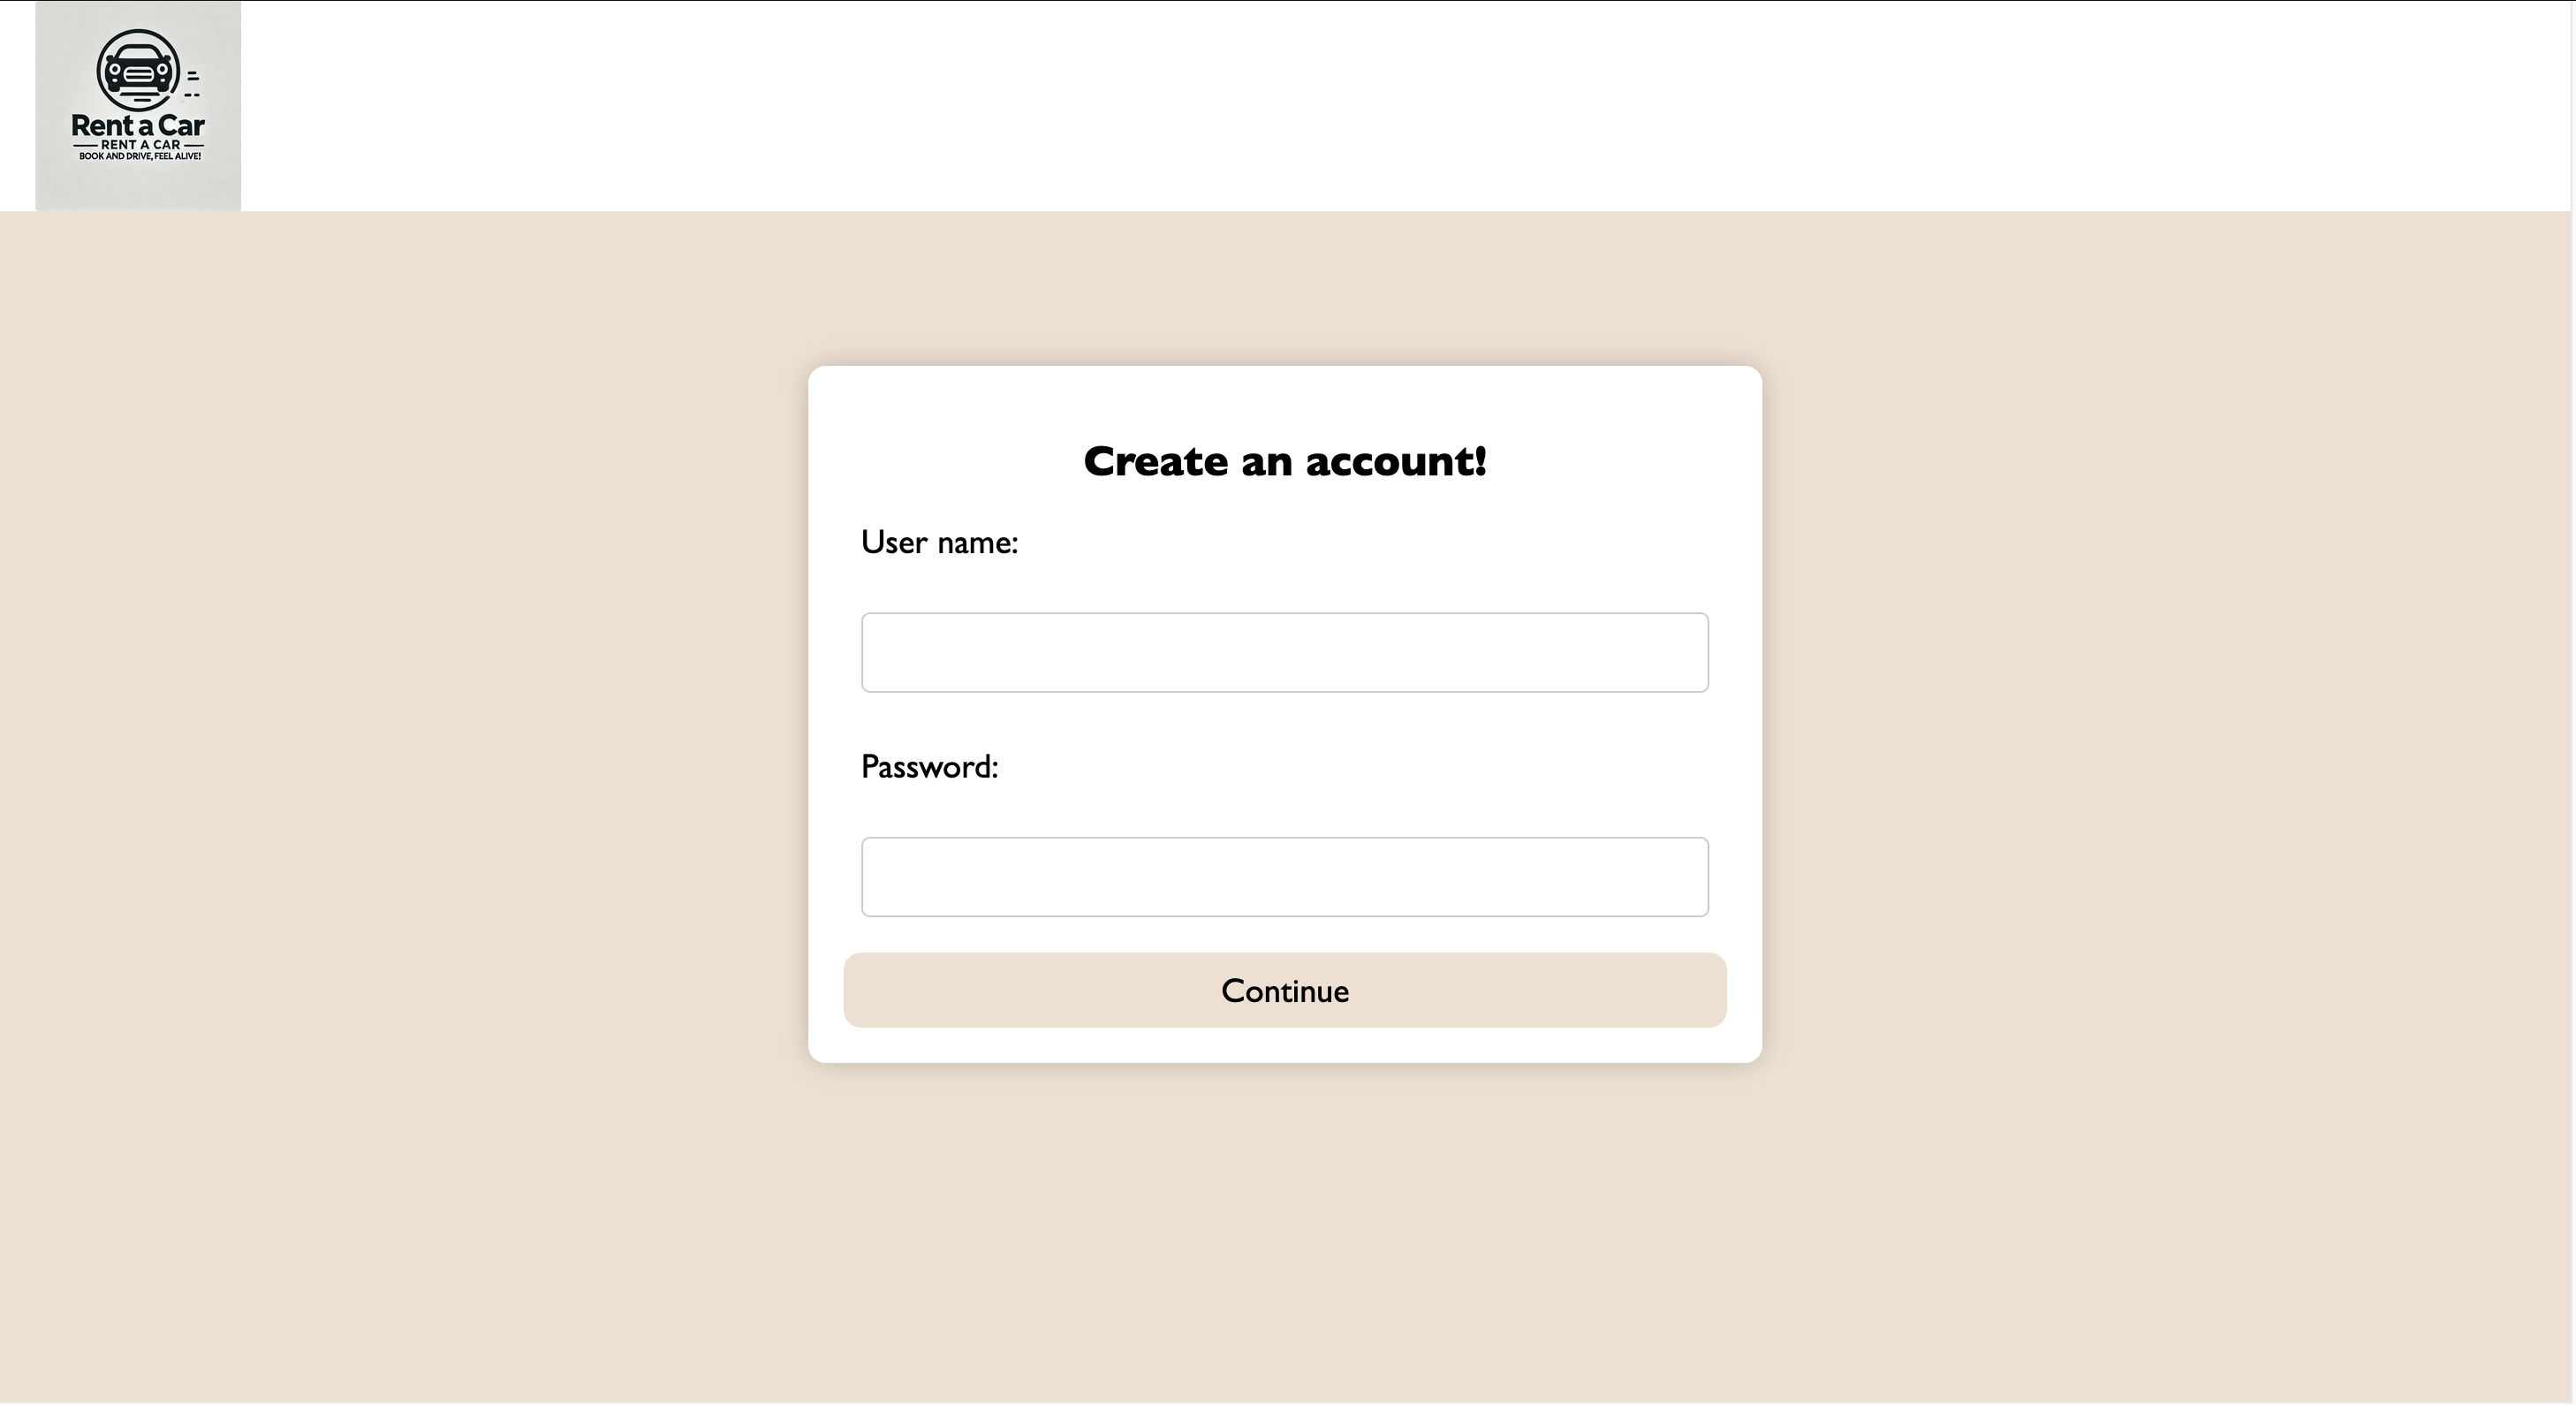 Rent a Car
RENT A CAR
BOOK AND DRIVE, FEEL ALIVE!
Create an account!
User name:
Password:
Continue